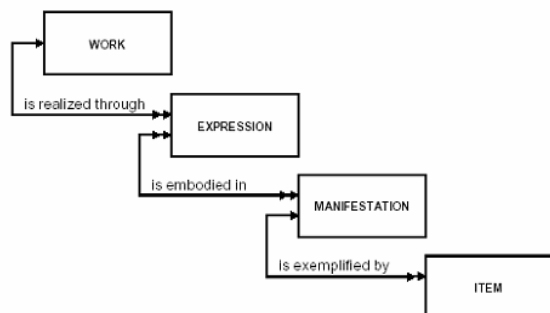 WORK
is realized through
EXPRESSION
is embodied in
MANIFESTATION
is exemplified by
ITEM